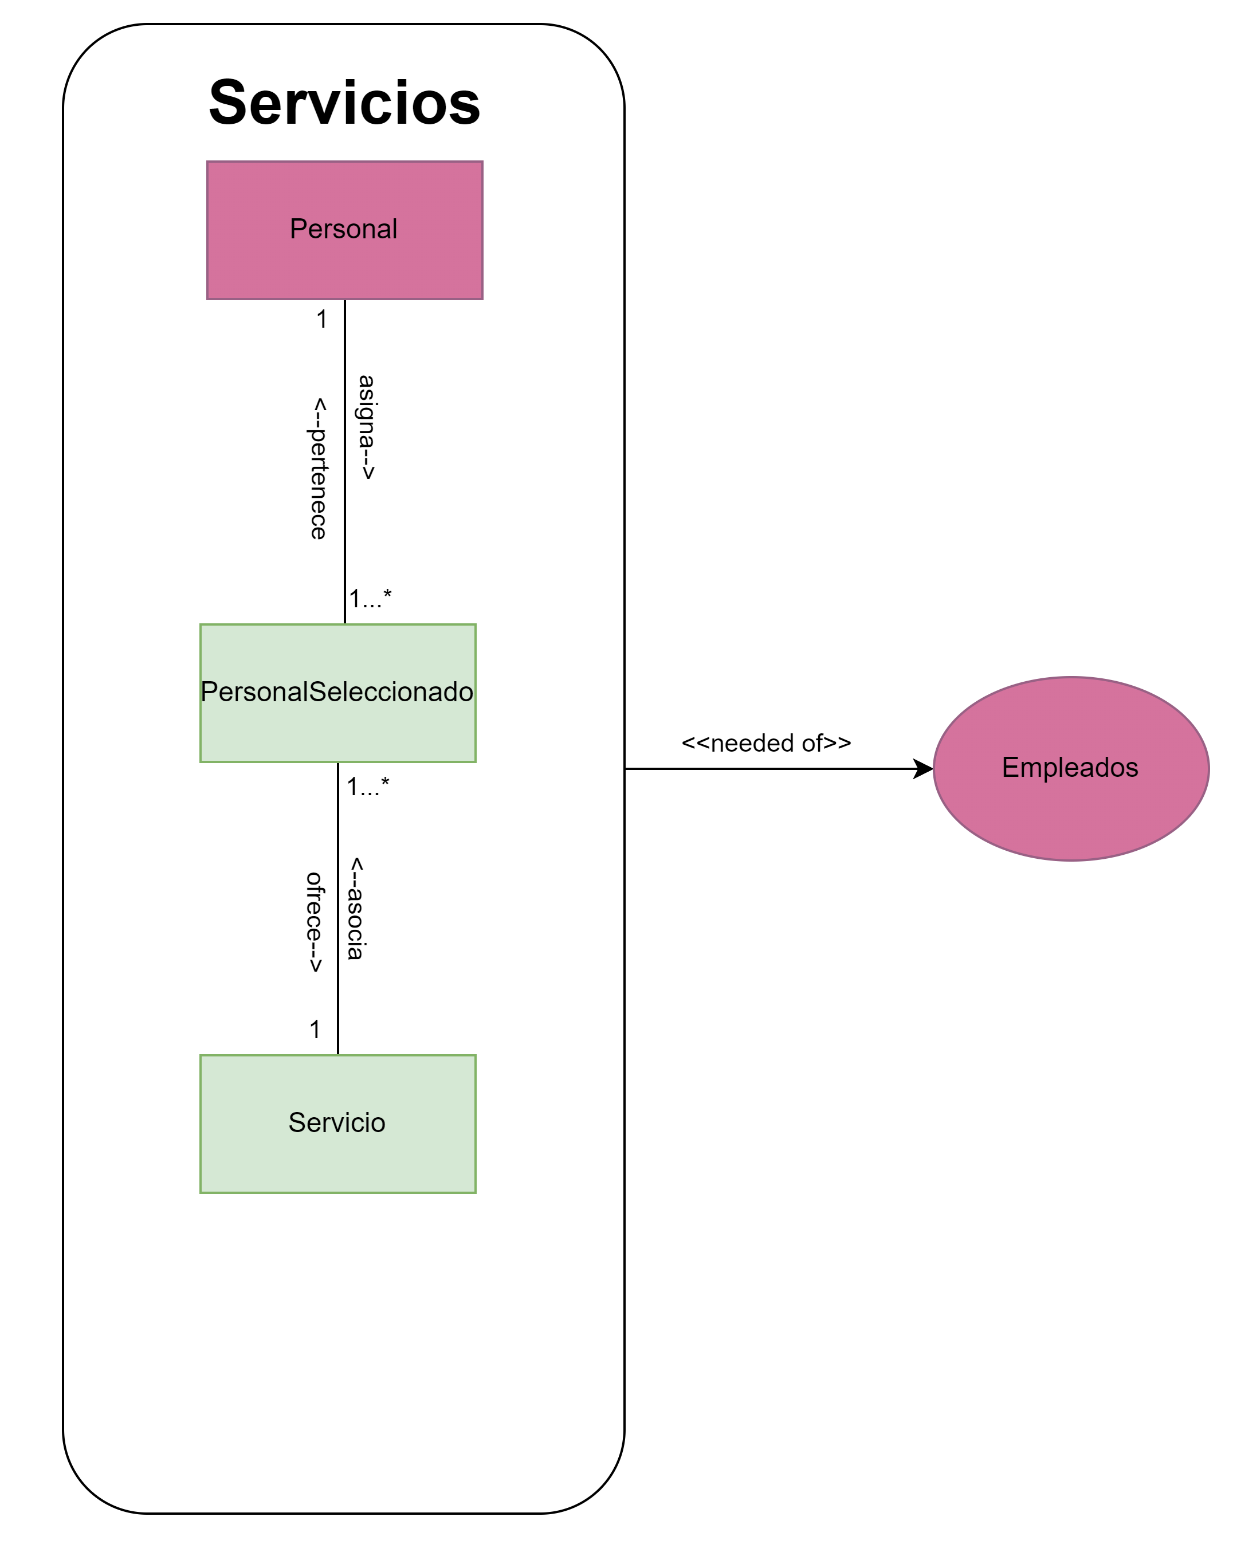 Servicios
Personal
1
asigna-->
<--pertenece
1...*
PersonalSeleccionado
1...*
<<needed of>>
Empleados
<---asocia
ofrece--->
1
Servicio